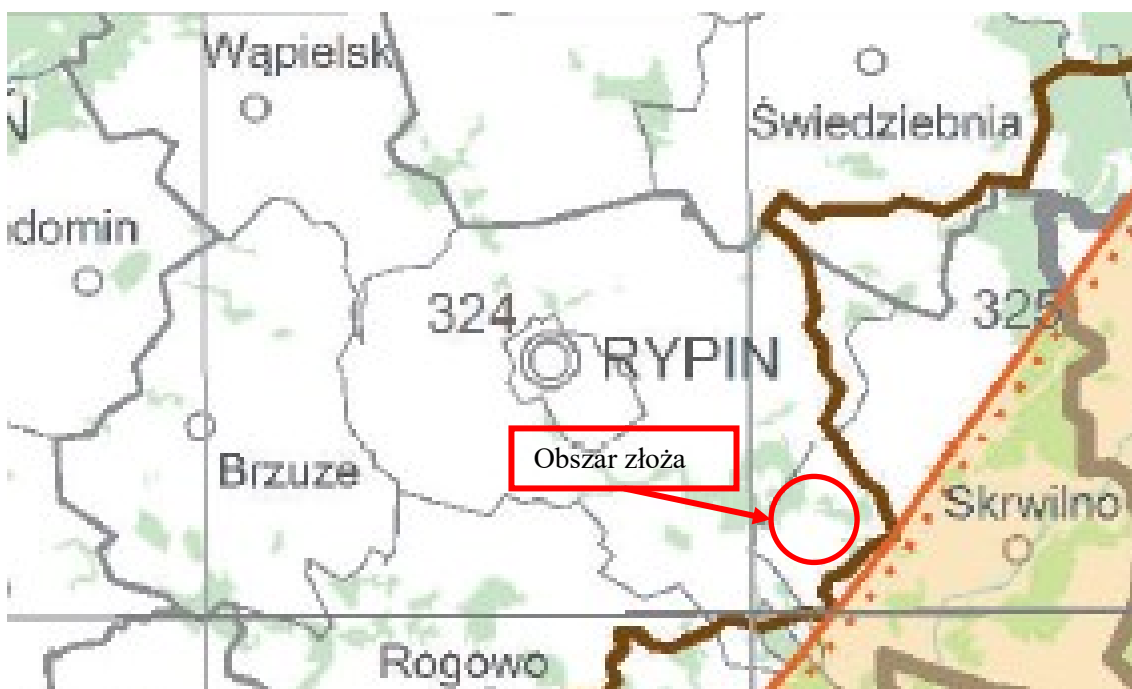 Wąpielsk
Świedziebnia
domin
324
325
RYPIN
Obszar złoża
Brzuze
Skrwilno
Rogowo